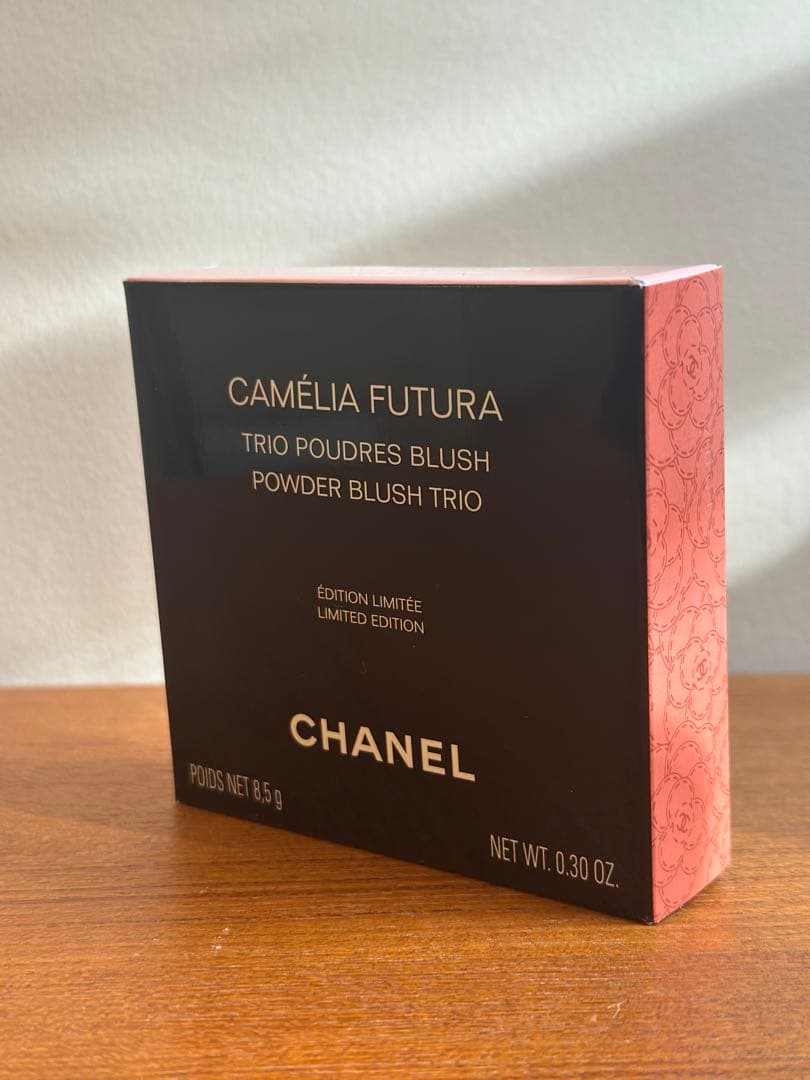 CAMÉLIA FUTURA
TRIO POUDRES BLUSH
POWDER BLUSH TRIO
ÉDITION LIMITÉE
LIMITED EDITION
CHANEL
POIDS NET 8,5 g
NET WT. 0.30 OZ.